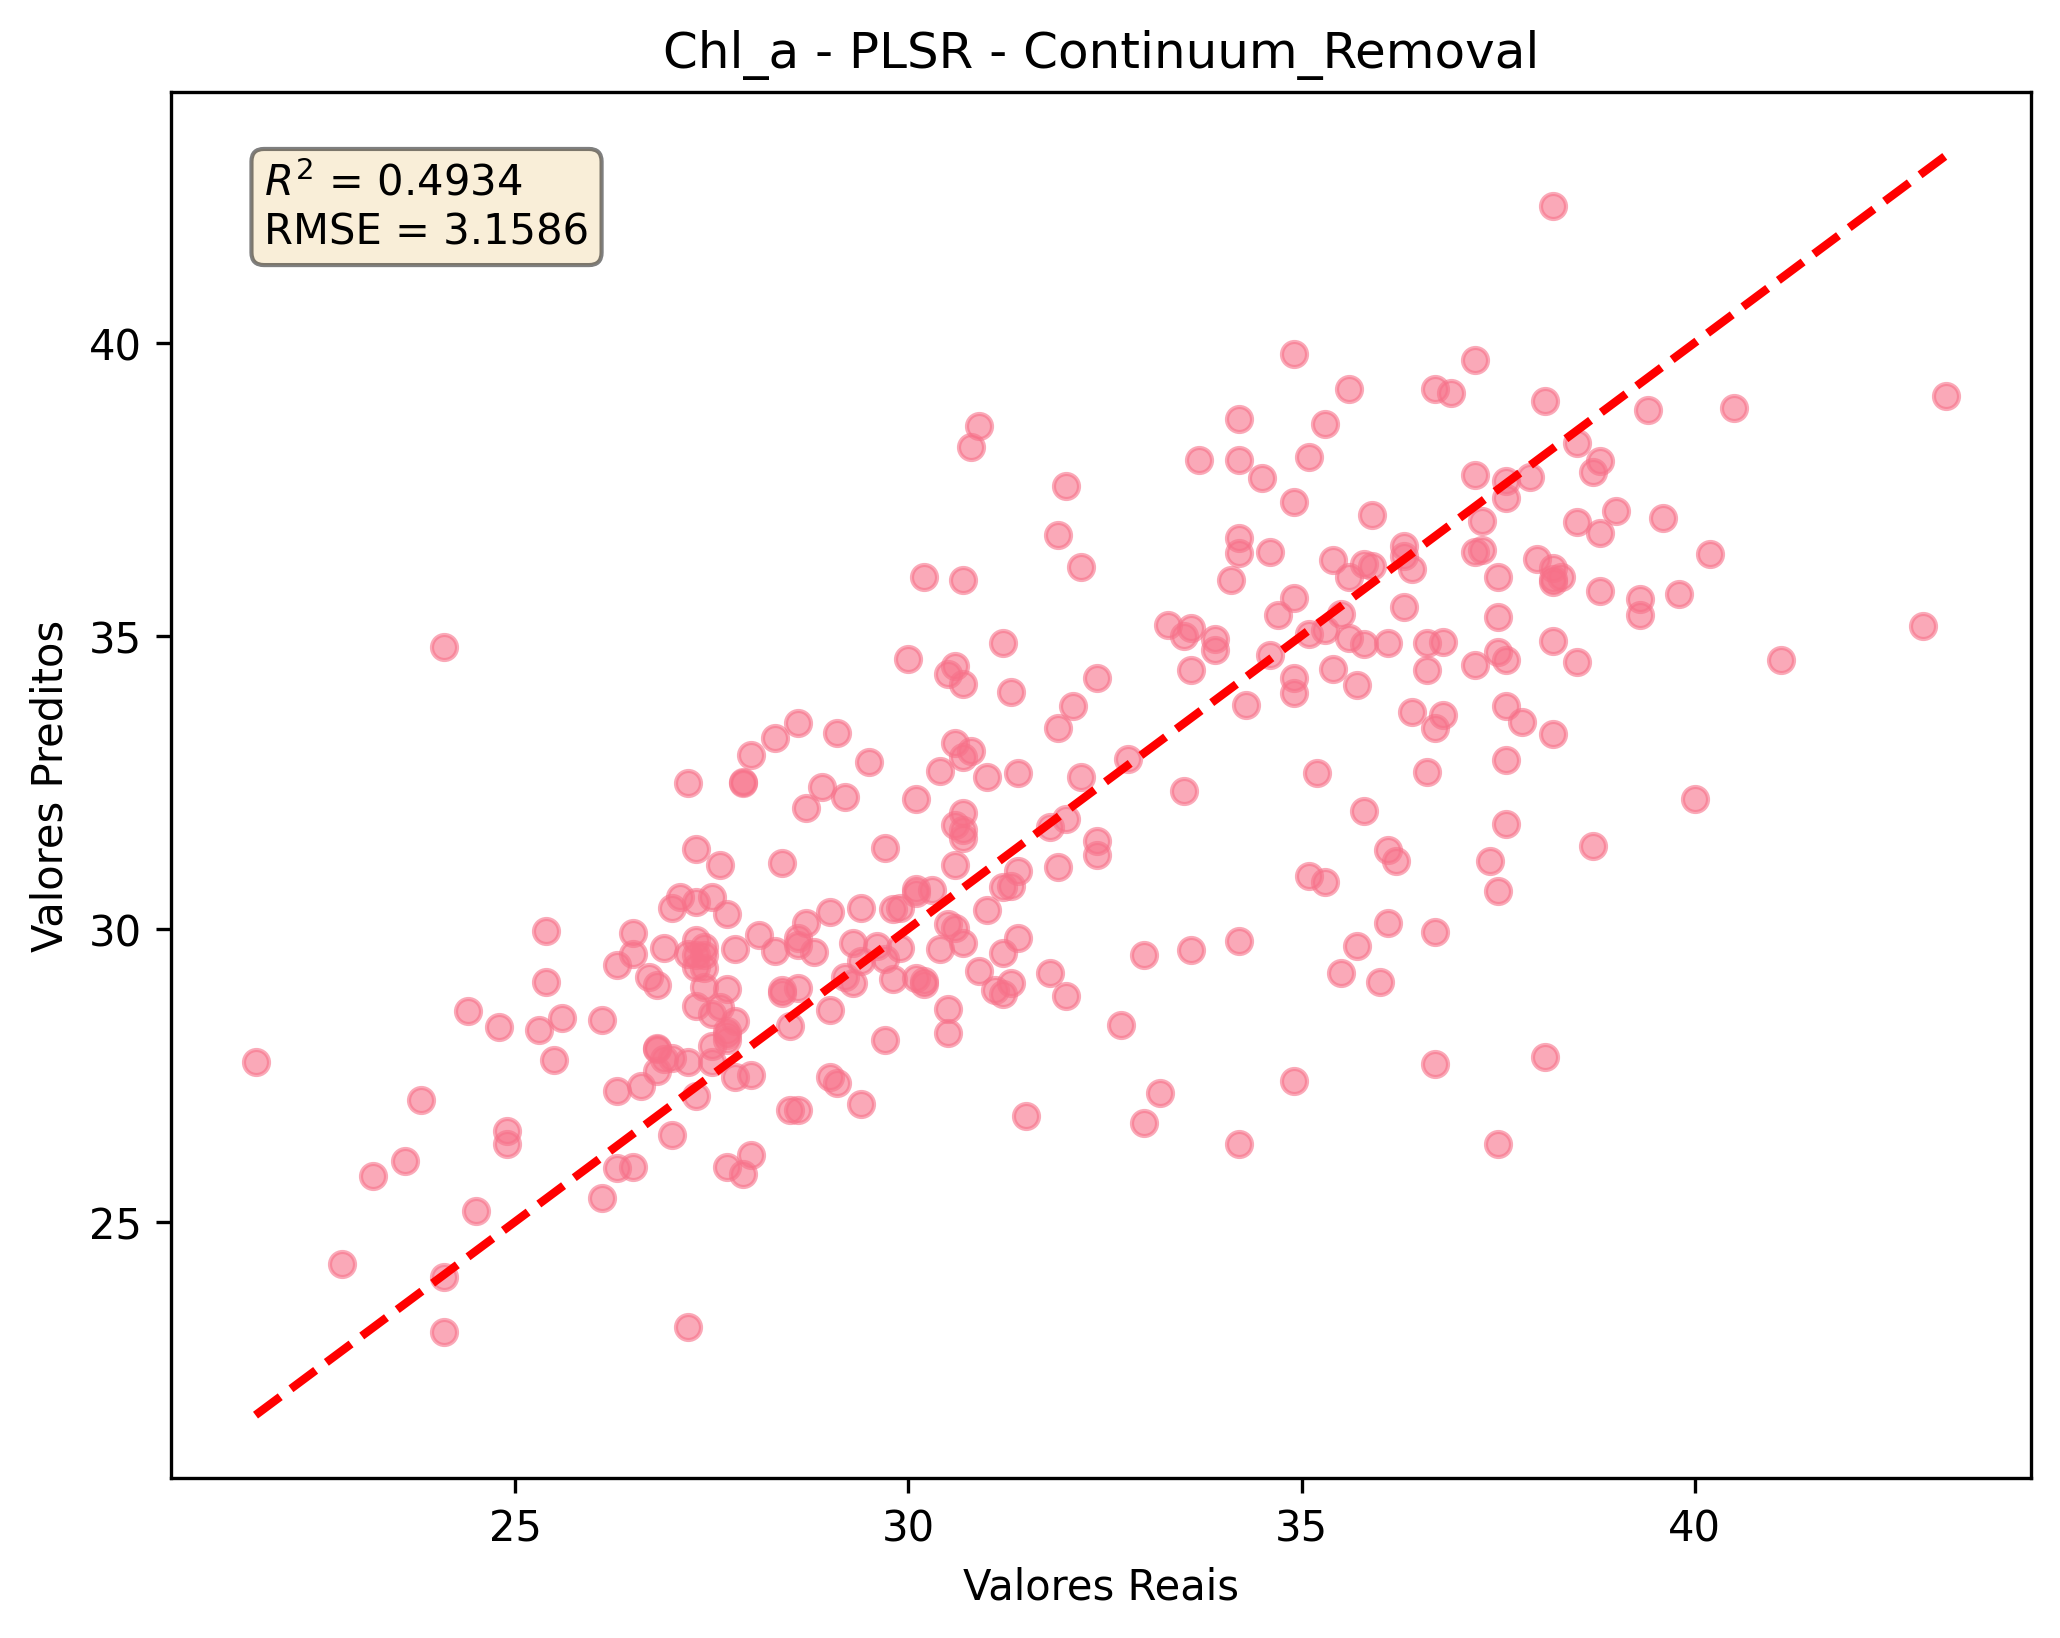 Chl_a - PLSR - Continuum_Removal
R² = 0.4934
RMSE = 3.1586
Valores Preditos
40
35
30
25
25 30 35 40
Valores Reais